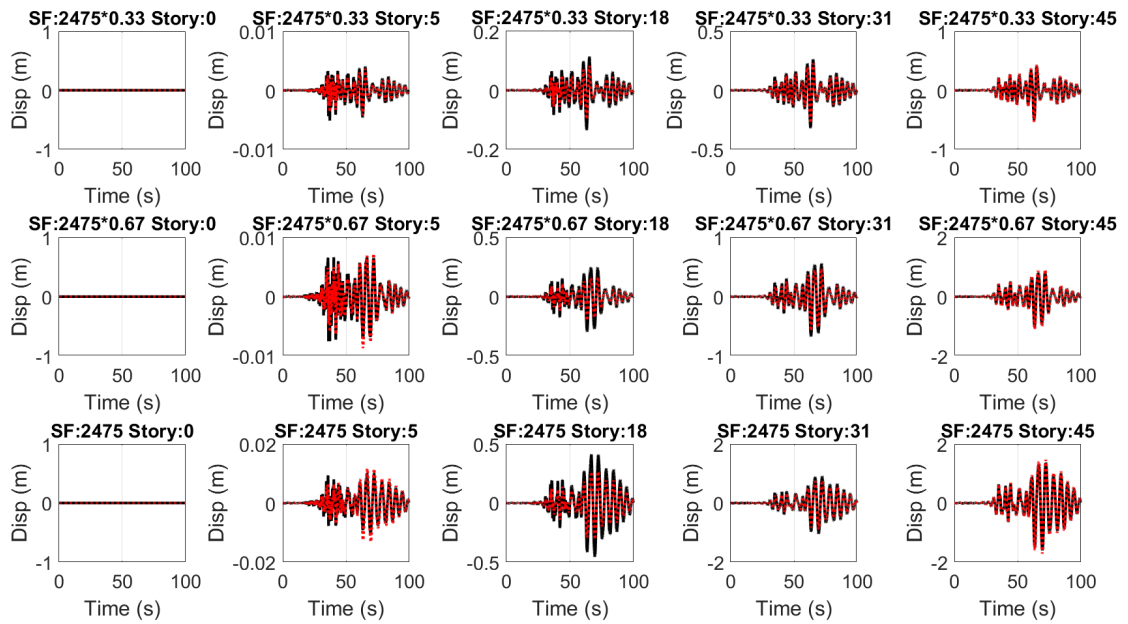 SF:2475*0.33 Story:0 SF:2475*0.33 Story:5 SF:2475*0.33 Story:18 SF:2475*0.33 Story:31 SF:2475*0.33 Story:45
1 0.01 0.2 0.5 1
Disp (m) Disp (m) Disp (m) Disp (m) Disp (m)
0 0 0 0 0
-1 -0.01 -0.2 -0.5 -1
0 50 100 0 50 100 0 50 100 0 50 100 0 50 100
Time (s) Time (s) Time (s) Time (s) Time (s)
SF:2475*0.67 Story:0 SF:2475*0.67 Story:5 SF:2475*0.67 Story:18 SF:2475*0.67 Story:31 SF:2475*0.67 Story:45
1 0.01 0.5 1 2
Disp (m) Disp (m) Disp (m) Disp (m) Disp (m)
0 0 0 0 0
-1 -0.01 -0.5 -1 -2
0 50 100 0 50 100 0 50 100 0 50 100 0 50 100
Time (s) Time (s) Time (s) Time (s) Time (s)
SF:2475 Story:0 SF:2475 Story:5 SF:2475 Story:18 SF:2475 Story:31 SF:2475 Story:45
1 0.02 0.5 2 2
Disp (m) Disp (m) Disp (m) Disp (m) Disp (m)
0 0 0 0 0
-1 -0.02 -0.5 -2 -2
0 50 100 0 50 100 0 50 100 0 50 100 0 50 100
Time (s) Time (s) Time (s) Time (s) Time (s)